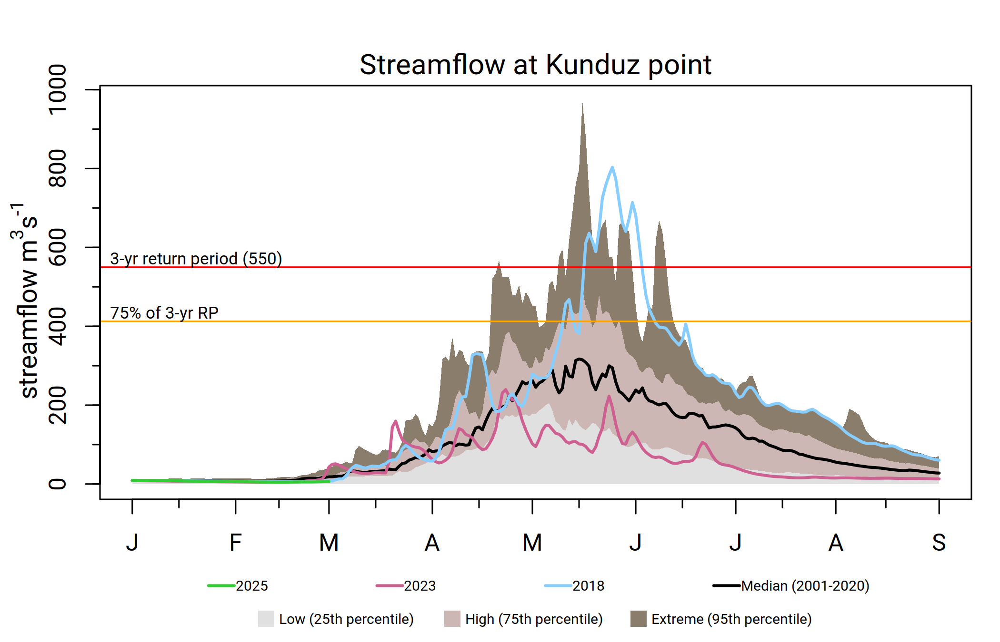 Streamflow at Kunduz point
streamflow m³s⁻¹
1000
800
600
400
200
0
3-yr return period (550)
75% of 3-yr RP
J F M A M J J A S
2025 2023 2018 Median (2001-2020)
Low (25th percentile) High (75th percentile) Extreme (95th percentile)